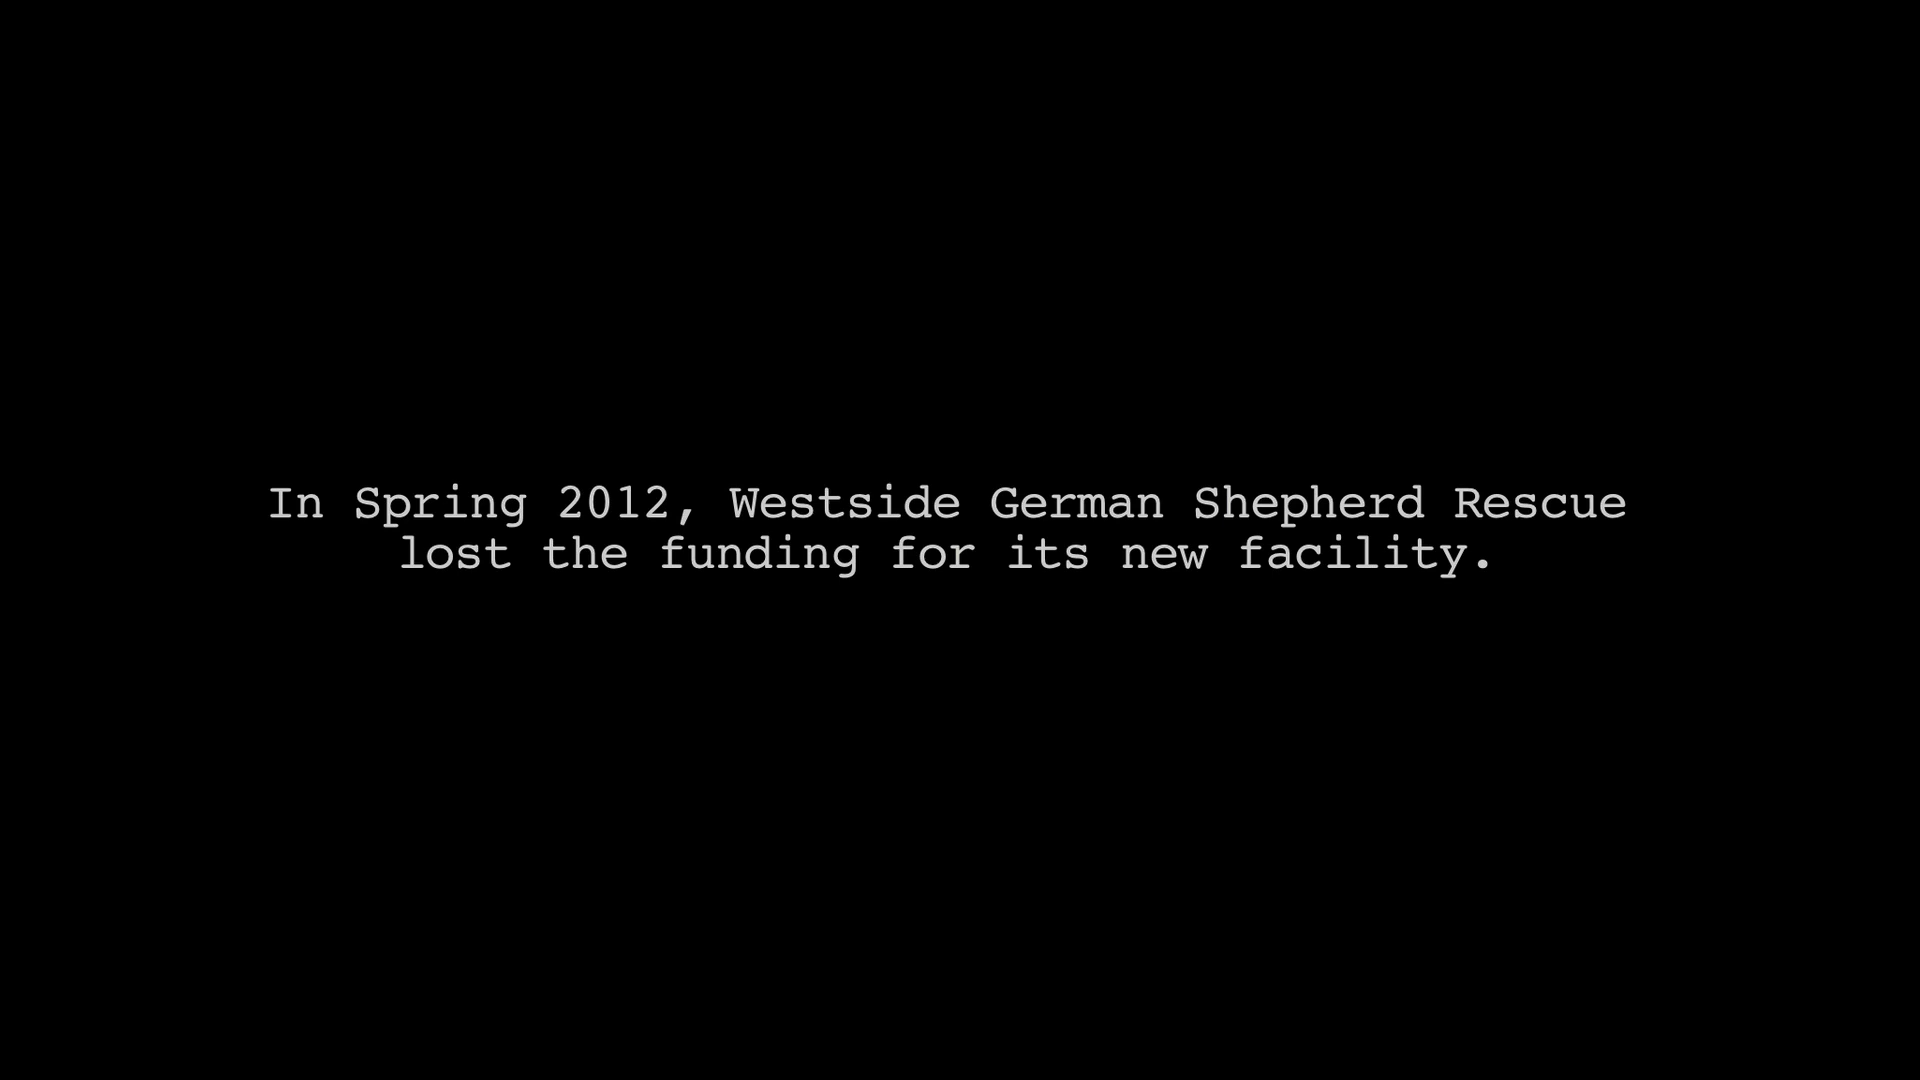 In Spring 2012, Westside German Shepherd Rescue
lost the funding for its new facility.